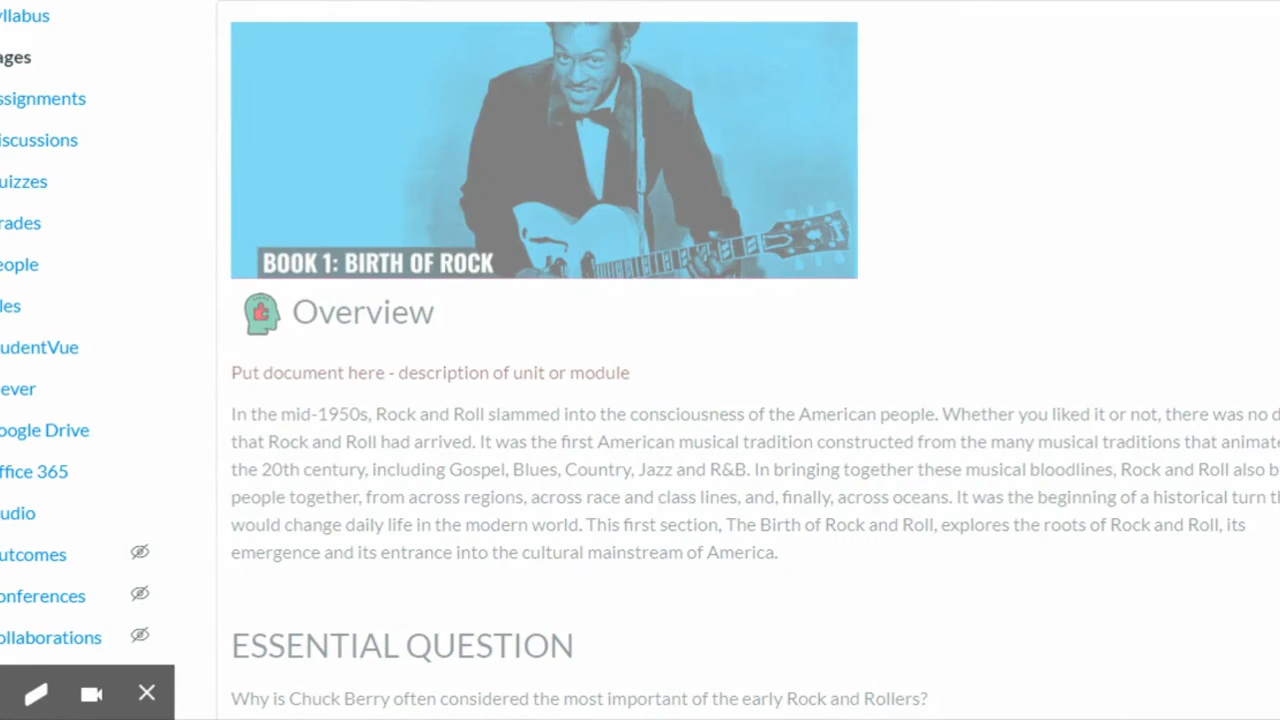 yllabus
ages
ssignments
iscussions
uizzes
rades
eople
les
udentVue
ever
oogle Drive
ffice 365
udio
utcomes
onferences
ollaborations
BOOK 1: BIRTH OF ROCK
Overview
Put document here - description of unit or module
In the mid-1950s, Rock and Roll slammed into the consciousness of the American people. Whether you liked it or not, there was no d
that Rock and Roll had arrived. It was the first American musical tradition constructed from the many musical traditions that animate
the 20th century, including Gospel, Blues, Country, Jazz and R&B. In bringing together these musical bloodlines, Rock and Roll also b
people together, from across regions, across race and class lines, and, finally, across oceans. It was the beginning of a historical turn th
would change daily life in the modern world. This first section, The Birth of Rock and Roll, explores the roots of Rock and Roll, its
emergence and its entrance into the cultural mainstream of America.
ESSENTIAL QUESTION
Why is Chuck Berry often considered the most important of the early Rock and Rollers?